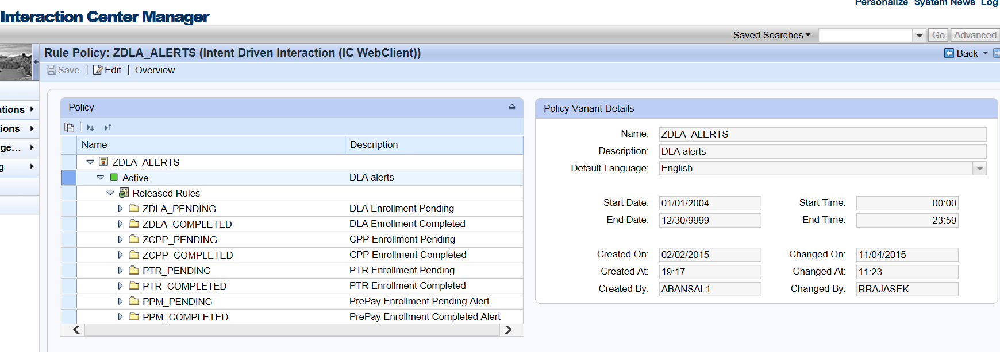 Personalize System News Log
Interaction Center Manager
Saved Searches Go Advanced
Rule Policy: ZDLA_ALERTS (Intent Driven Interaction (IC WebClient))
Back
Save | Edit | Overview
ations
ions
ge...
g
Policy
Name Description
ZDLA_ALERTS
Active DLA alerts
Released Rules
ZDLA_PENDING DLA Enrollment Pending
ZDLA_COMPLETED DLA Enrollment Completed
ZCPP_PENDING CPP Enrollment Pending
ZCPP_COMPLETED CPP Enrollment Completed
PTR_PENDING PTR Enrollment Pending
PTR_COMPLETED PTR Enrollment Completed
PPM_PENDING PrePay Enrollment Pending Alert
PPM_COMPLETED PrePay Enrollment Completed Alert
Policy Variant Details
Name: ZDLA_ALERTS
Description: DLA alerts
Default Language: English
Start Date: 01/01/2004 Start Time: 00:00
End Date: 12/30/9999 End Time: 23:59
Created On: 02/02/2015 Changed On: 11/04/2015
Created At: 19:17 Changed At: 11:23
Created By: ABANSAL1 Changed By: RRAJASEK